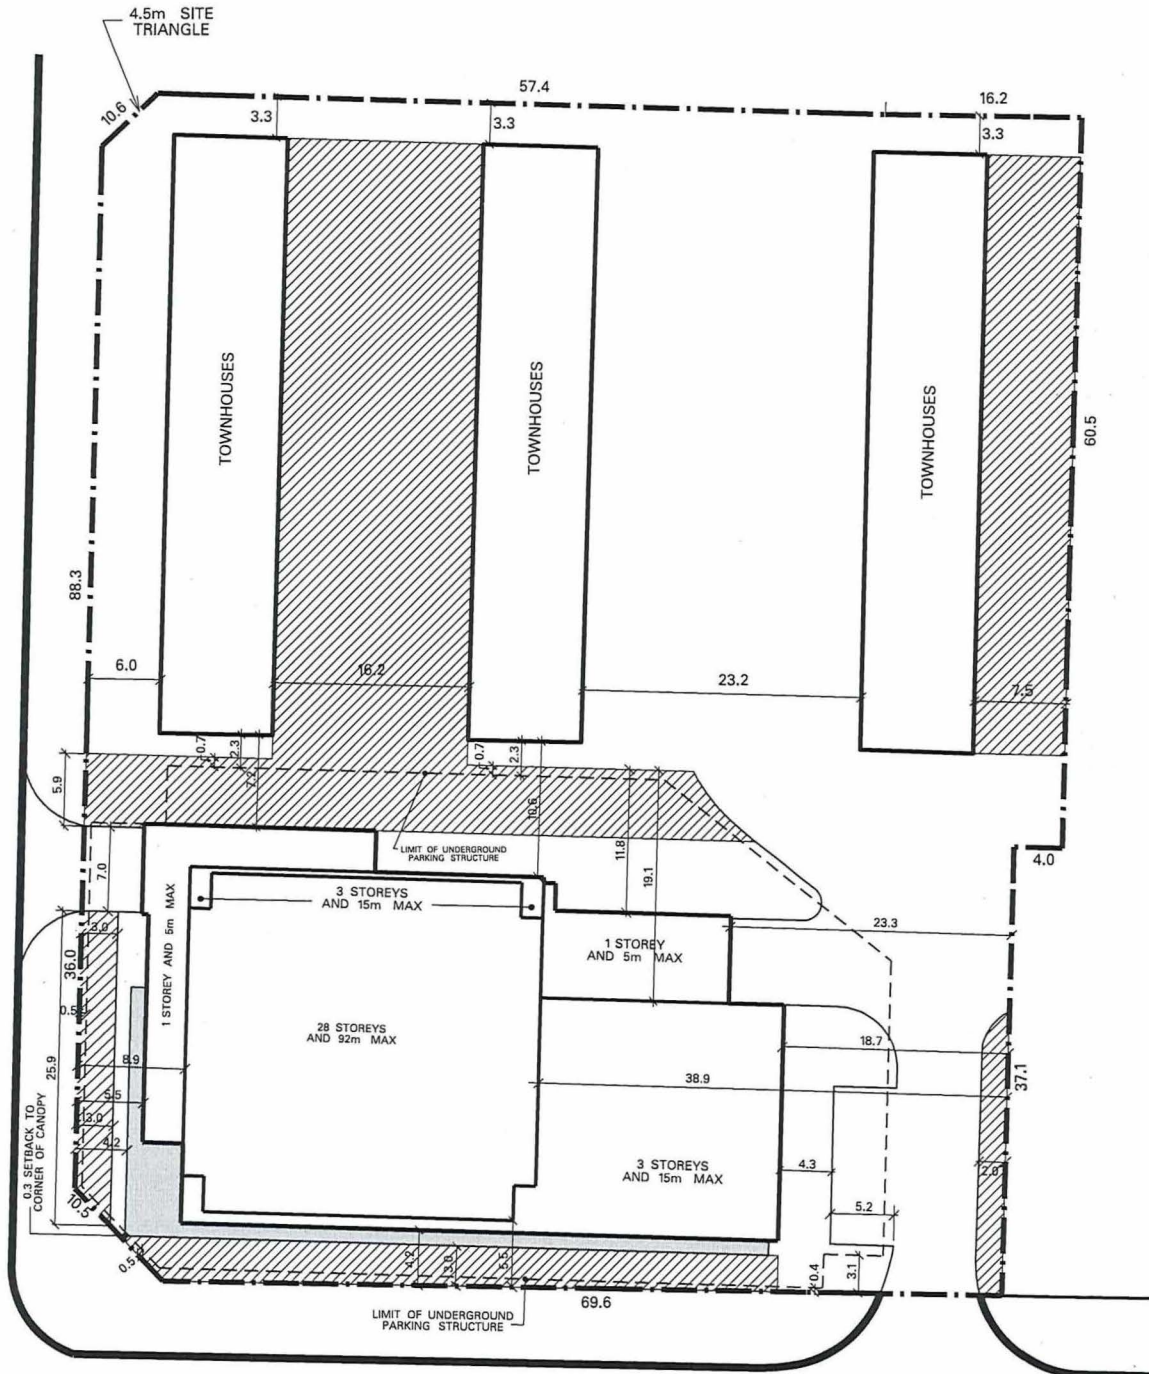 4.5m SITE
TRIANGLE
10.6
57.4
16.2
3.3
3.3
3.3
TOWNHOUSES
TOWNHOUSES
TOWNHOUSES
60.5
88.3
6.0
16.2
23.2
7.5
0.7
2.3
7.2
0.7
2.3
5.9
10.6
LIMIT OF UNDERGROUND
PARKING STRUCTURE
11.8
19.1
4.0
7.0
3 STOREYS
AND 15m MAX
1 STOREY AND 5m MAX
1 STOREY
AND 5m MAX
23.3
3.0
36.0
0.5
28 STOREYS
AND 92m MAX
8.9
18.7
38.9
37.1
25.9
5.5
3.0
4.2
0.3 SETBACK TO
CORNER OF CANOPY
3 STOREYS
AND 15m MAX
4.3
2.0
5.2
10.5
0.5
4.2
3.0
5.5
0.4
3.1
69.6
LIMIT OF UNDERGROUND
PARKING STRUCTURE